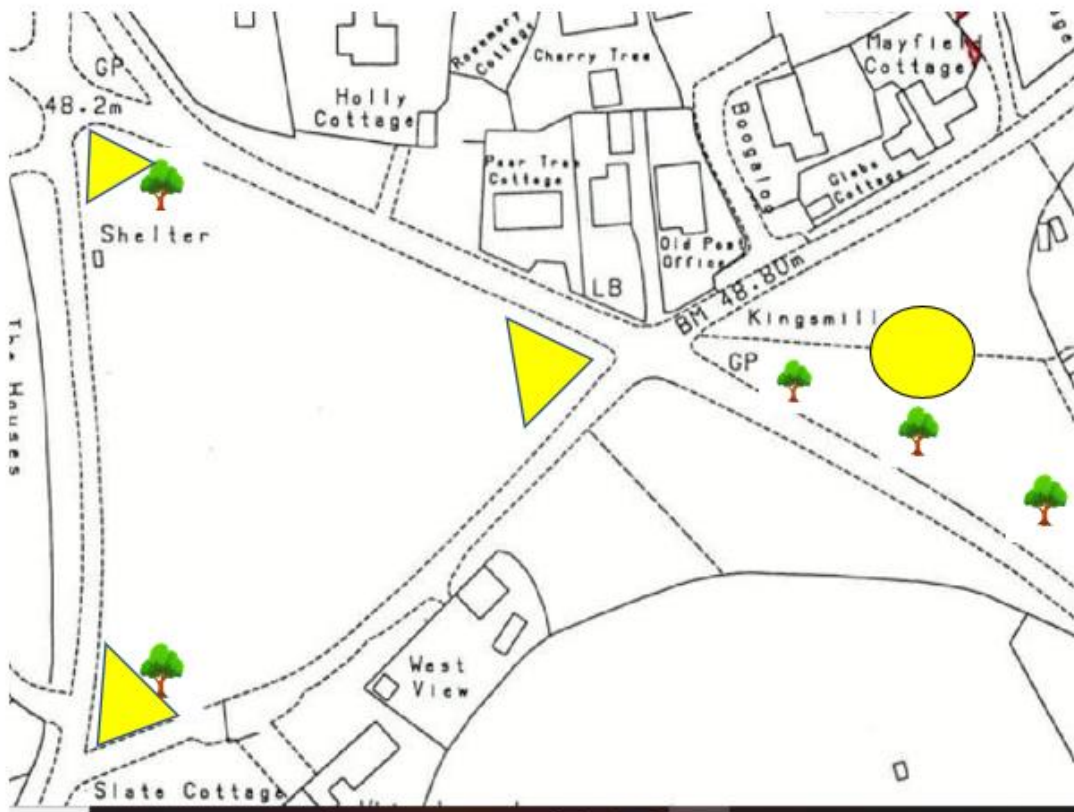 GP
48.2m
Holly
Cottage
Rosemary
Cottage
Cherry Tree
Mayfield
Cottage
Pear Tree
Cottage
Boogaloo
Glebe
Cottage
Shelter
Old Post
Office
LB
BM 48.80m
Kingsmill
GP
The Houses
West
View
Slate Cottage